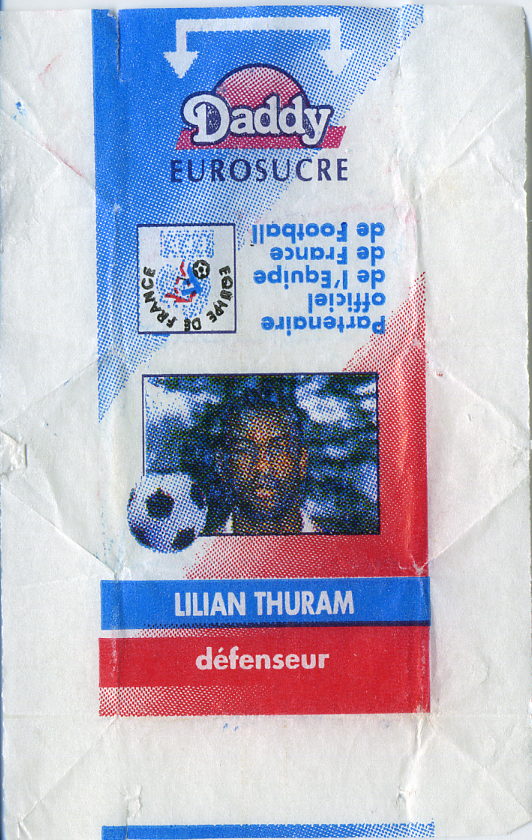 Daddy
EUROSUCRE
Partenaire
officiel
de l'Equipe
de France
de Football
EQUIPE DE FRANCE
LILIAN THURAM
défenseur